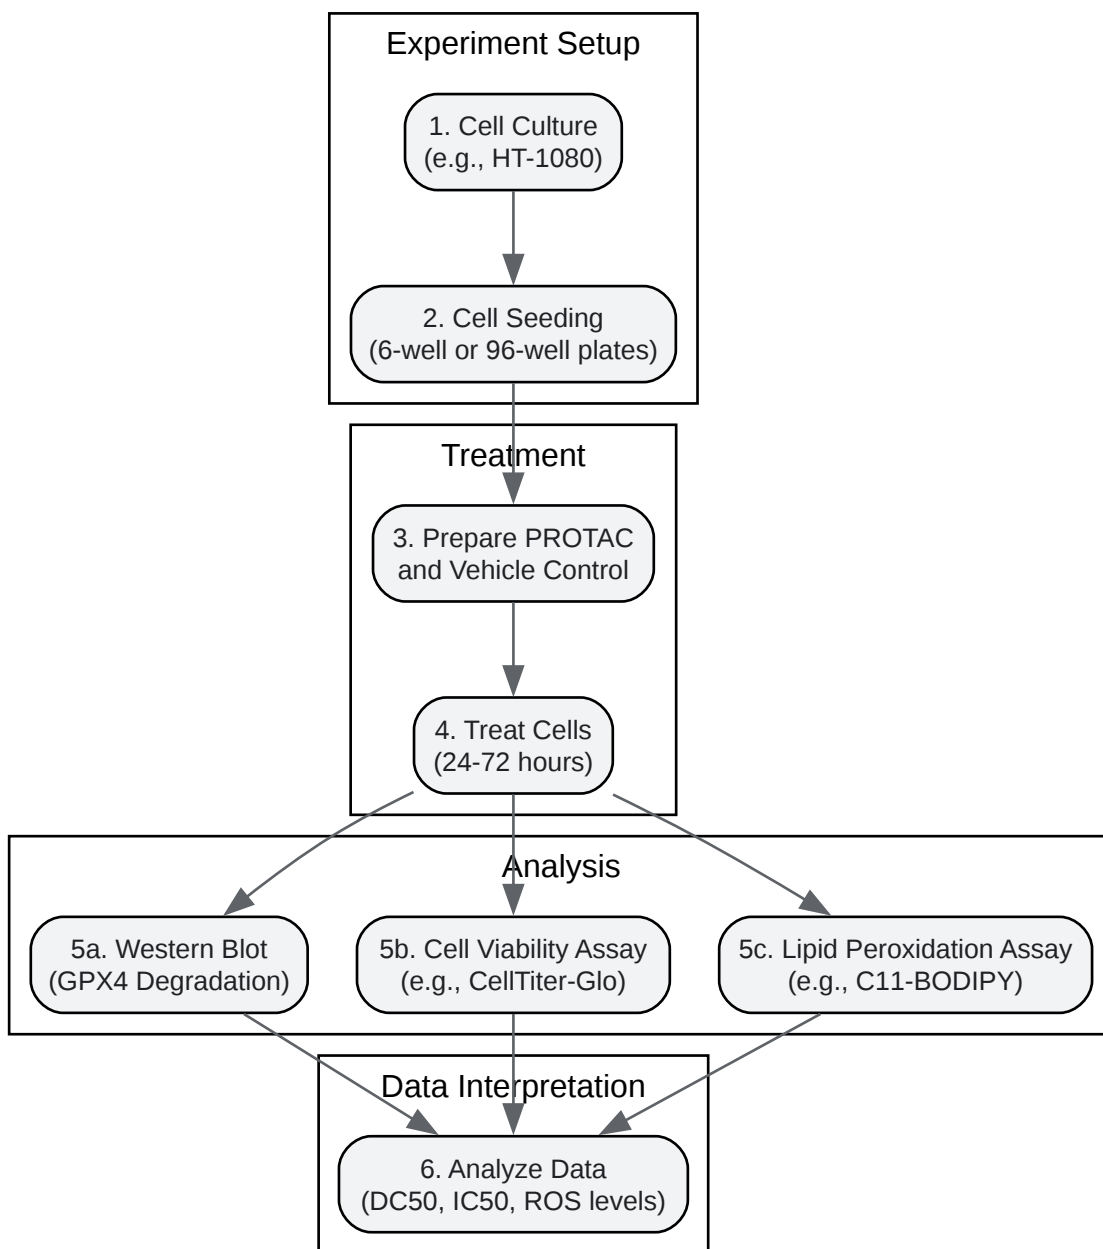 Experiment Setup
1. Cell Culture
(e.g., HT-1080)
2. Cell Seeding
(6-well or 96-well plates)
Treatment
3. Prepare PROTAC
and Vehicle Control
4. Treat Cells
(24-72 hours)
Analysis
5a. Western Blot
(GPX4 Degradation)
5b. Cell Viability Assay
(e.g., CellTiter-Glo)
5c. Lipid Peroxidation Assay
(e.g., C11-BODIPY)
Data Interpretation
6. Analyze Data
(DC50, IC50, ROS levels)